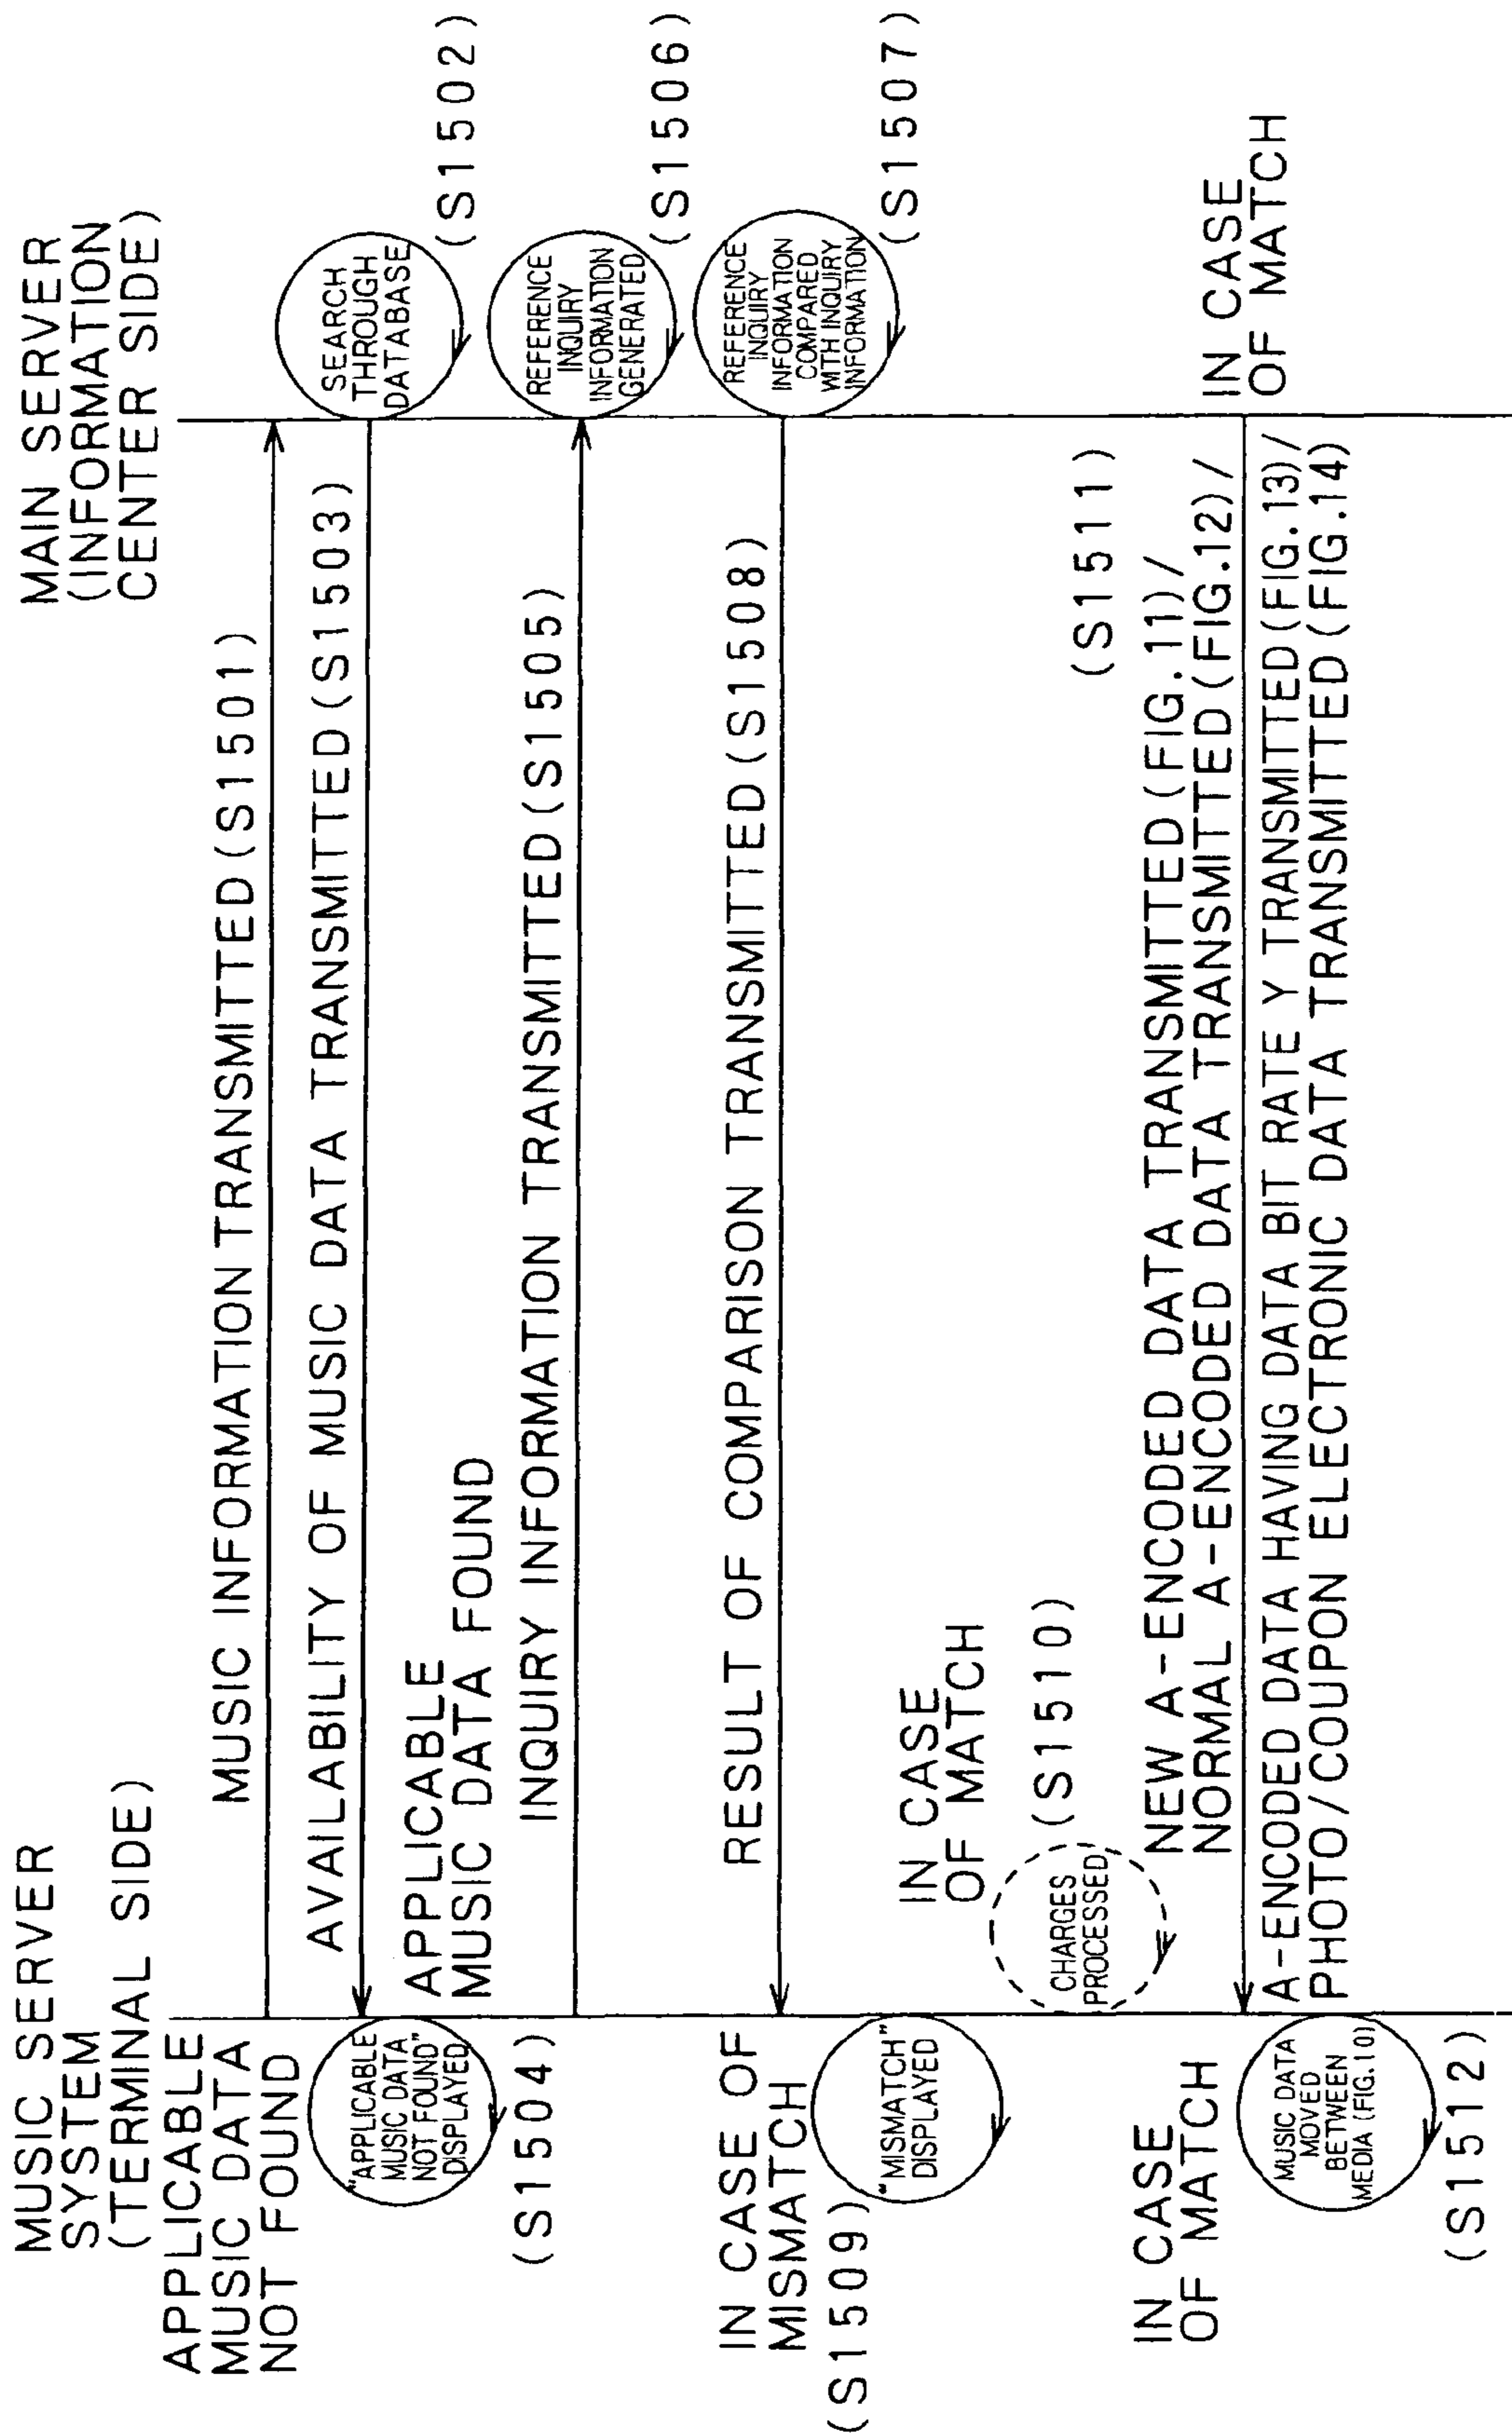 MUSIC SERVER
SYSTEM
(TERMINAL SIDE)
MAIN SERVER
(INFORMATION
CENTER SIDE)
APPLICABLE
MUSIC DATA
NOT FOUND
MUSIC INFORMATION TRANSMITTED (S1501)
SEARCH
THROUGH
DATABASE
(S1502)
AVAILABILITY OF MUSIC DATA TRANSMITTED (S1503)
"APPLICABLE
MUSIC DATA
NOT FOUND"
DISPLAYED
(S1504)
APPLICABLE
MUSIC DATA FOUND
INQUIRY INFORMATION TRANSMITTED (S1505)
REFERENCE
INQUIRY
INFORMATION
GENERATED
(S1506)
REFERENCE
INQUIRY
INFORMATION
COMPARED
WITH INQUIRY
INFORMATION
(S1507)
RESULT OF COMPARISON TRANSMITTED (S1508)
IN CASE OF
MISMATCH
(S1509)
"MISMATCH"
DISPLAYED
IN CASE
OF MATCH
CHARGES
PROCESSED
(S1510)
(S1511)
NEW A-ENCODED DATA TRANSMITTED (FIG.11)/
NORMAL A-ENCODED DATA TRANSMITTED (FIG.12)/
A-ENCODED DATA HAVING DATA BIT RATE Y TRANSMITTED (FIG.13)/
PHOTO/COUPON ELECTRONIC DATA TRANSMITTED (FIG.14)
IN CASE
OF MATCH
IN CASE
OF MATCH
MUSIC DATA
MOVED
BETWEEN
MEDIA (FIG.10)
(S1512)